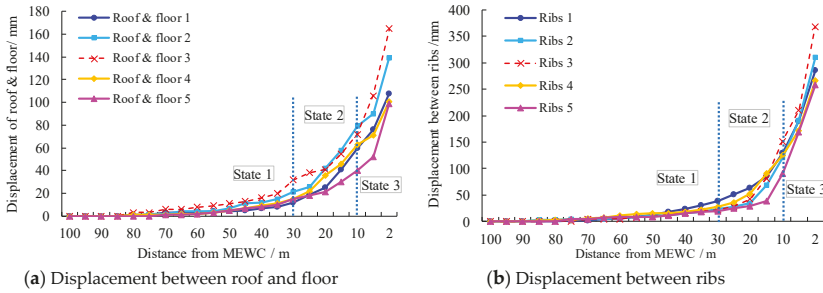 180
160
140
120
100
80
60
40
20
0
Displacement of roof & floor/ mm
Roof & floor 1
Roof & floor 2
Roof & floor 3
Roof & floor 4
Roof & floor 5
State 1
State 2
State 3
100 90 80 70 60 50 40 30 20 10 2
Distance from MEWC / m
(a) Displacement between roof and floor
400
350
300
250
200
150
100
50
0
Displacement between ribs /mm
Ribs 1
Ribs 2
Ribs 3
Ribs 4
Ribs 5
State 1
State 2
State 3
100 90 80 70 60 50 40 30 20 10 2
Distance from MEWC / m
(b) Displacement between ribs